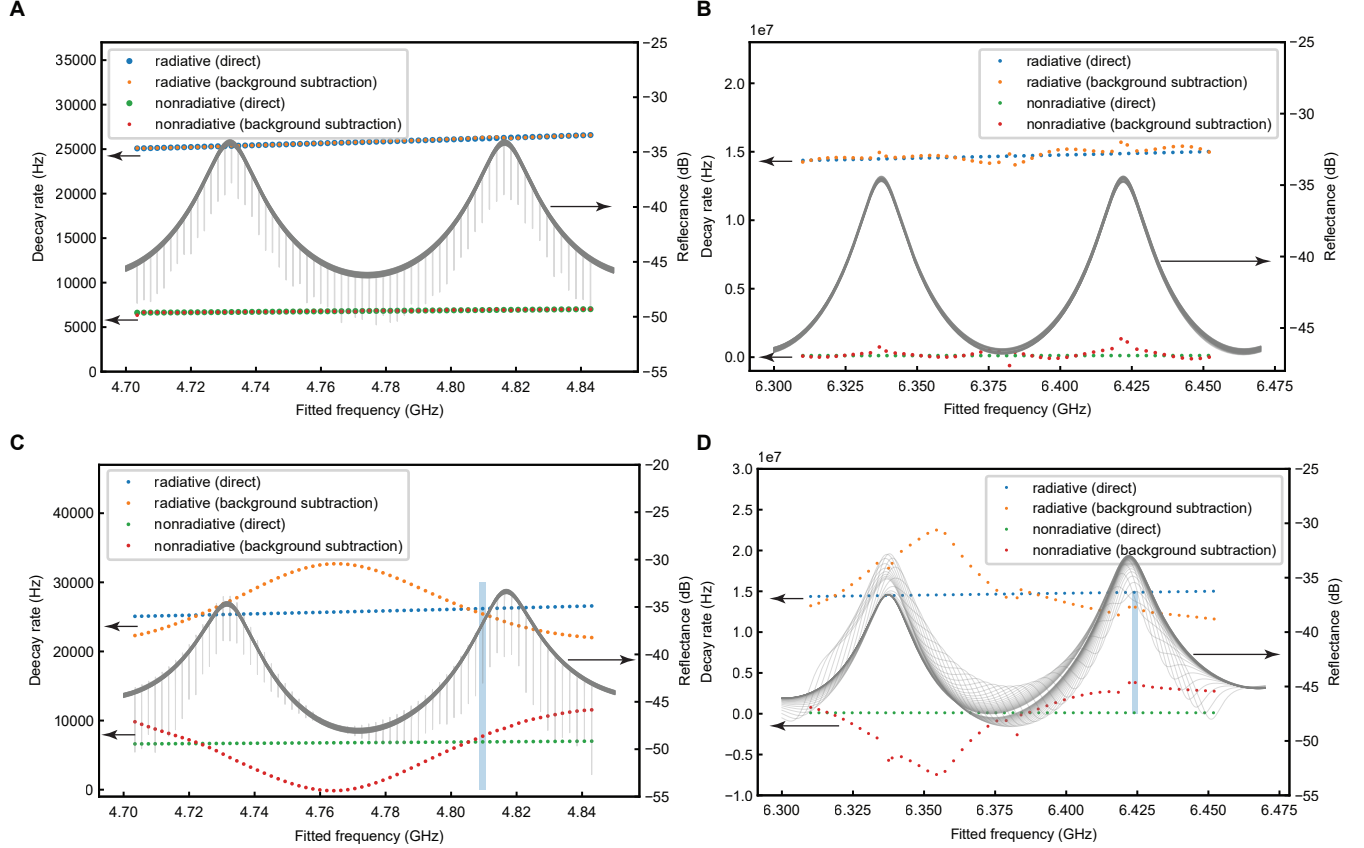 A
35000
30000
25000
20000
15000
10000
5000
0
Deecay rate (Hz)
radiative (direct)
radiative (background subtraction)
nonradiative (direct)
nonradiative (background subtraction)
−25
−30
−35
−40
−45
−50
−55
Reflecrance (dB)
4.70 4.72 4.74 4.76 4.78 4.80 4.82 4.84
Fitted frequency (GHz)
B
1e7
2.0
1.5
1.0
0.5
0.0
Decay rate (Hz)
radiative (direct)
radiative (background subtraction)
nonradiative (direct)
nonradiative (background subtraction)
−25
−30
−35
−40
−45
Reflectance (dB)
6.300 6.325 6.350 6.375 6.400 6.425 6.450 6.475
Fitted frequency (GHz)
C
40000
30000
20000
10000
0
Deecay rate (Hz)
radiative (direct)
radiative (background subtraction)
nonradiative (direct)
nonradiative (background subtraction)
−20
−25
−30
−35
−40
−45
−50
−55
Reflectance (dB)
4.70 4.72 4.74 4.76 4.78 4.80 4.82 4.84
Fitted frequency (GHz)
D
1e7
3.0
2.5
2.0
1.5
1.0
0.5
0.0
−0.5
−1.0
Decay rate (Hz)
radiative (direct)
radiative (background subtraction)
nonradiative (direct)
nonradiative (background subtraction)
−25
−30
−35
−40
−45
−50
−55
Reflectance (dB)
6.300 6.325 6.350 6.375 6.400 6.425 6.450 6.475
Fitted frequency (GHz)